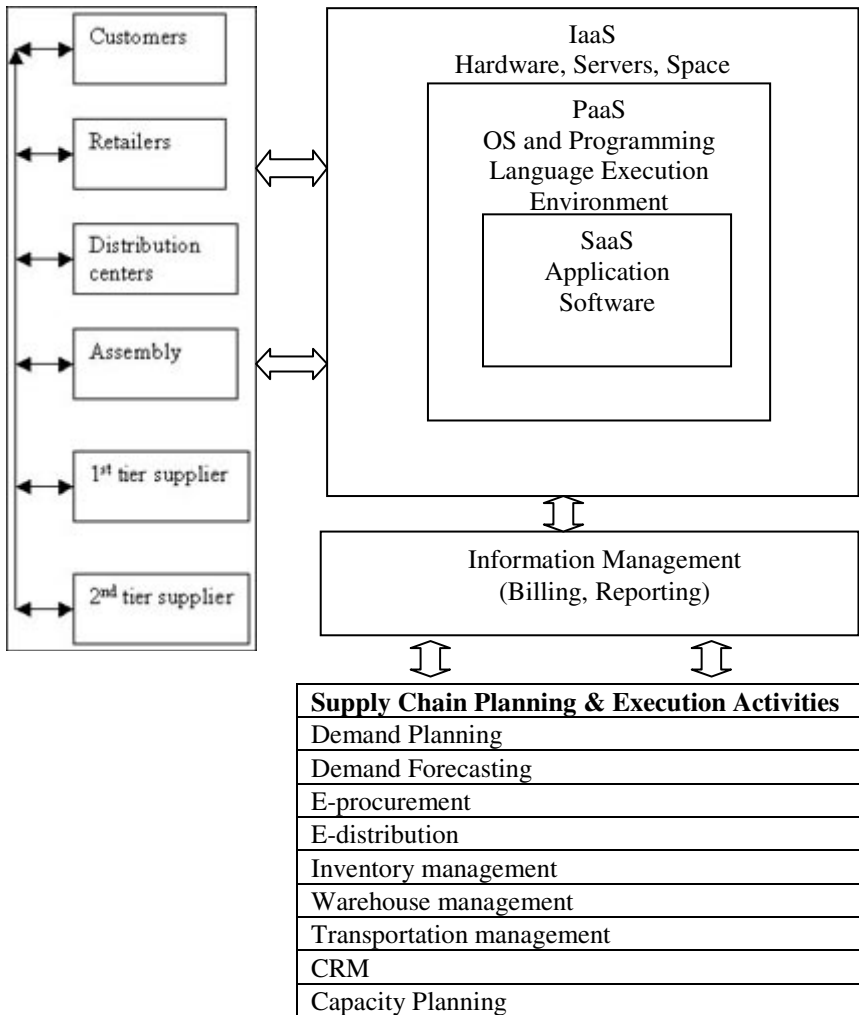 Customers
Retailers
Distribution
centers
Assembly
1st tier supplier
2nd tier supplier
IaaS
Hardware, Servers, Space
PaaS
OS and Programming
Language Execution
Environment
SaaS
Application
Software
Information Management
(Billing, Reporting)
Supply Chain Planning & Execution Activities
Demand Planning
Demand Forecasting
E-procurement
E-distribution
Inventory management
Warehouse management
Transportation management
CRM
Capacity Planning